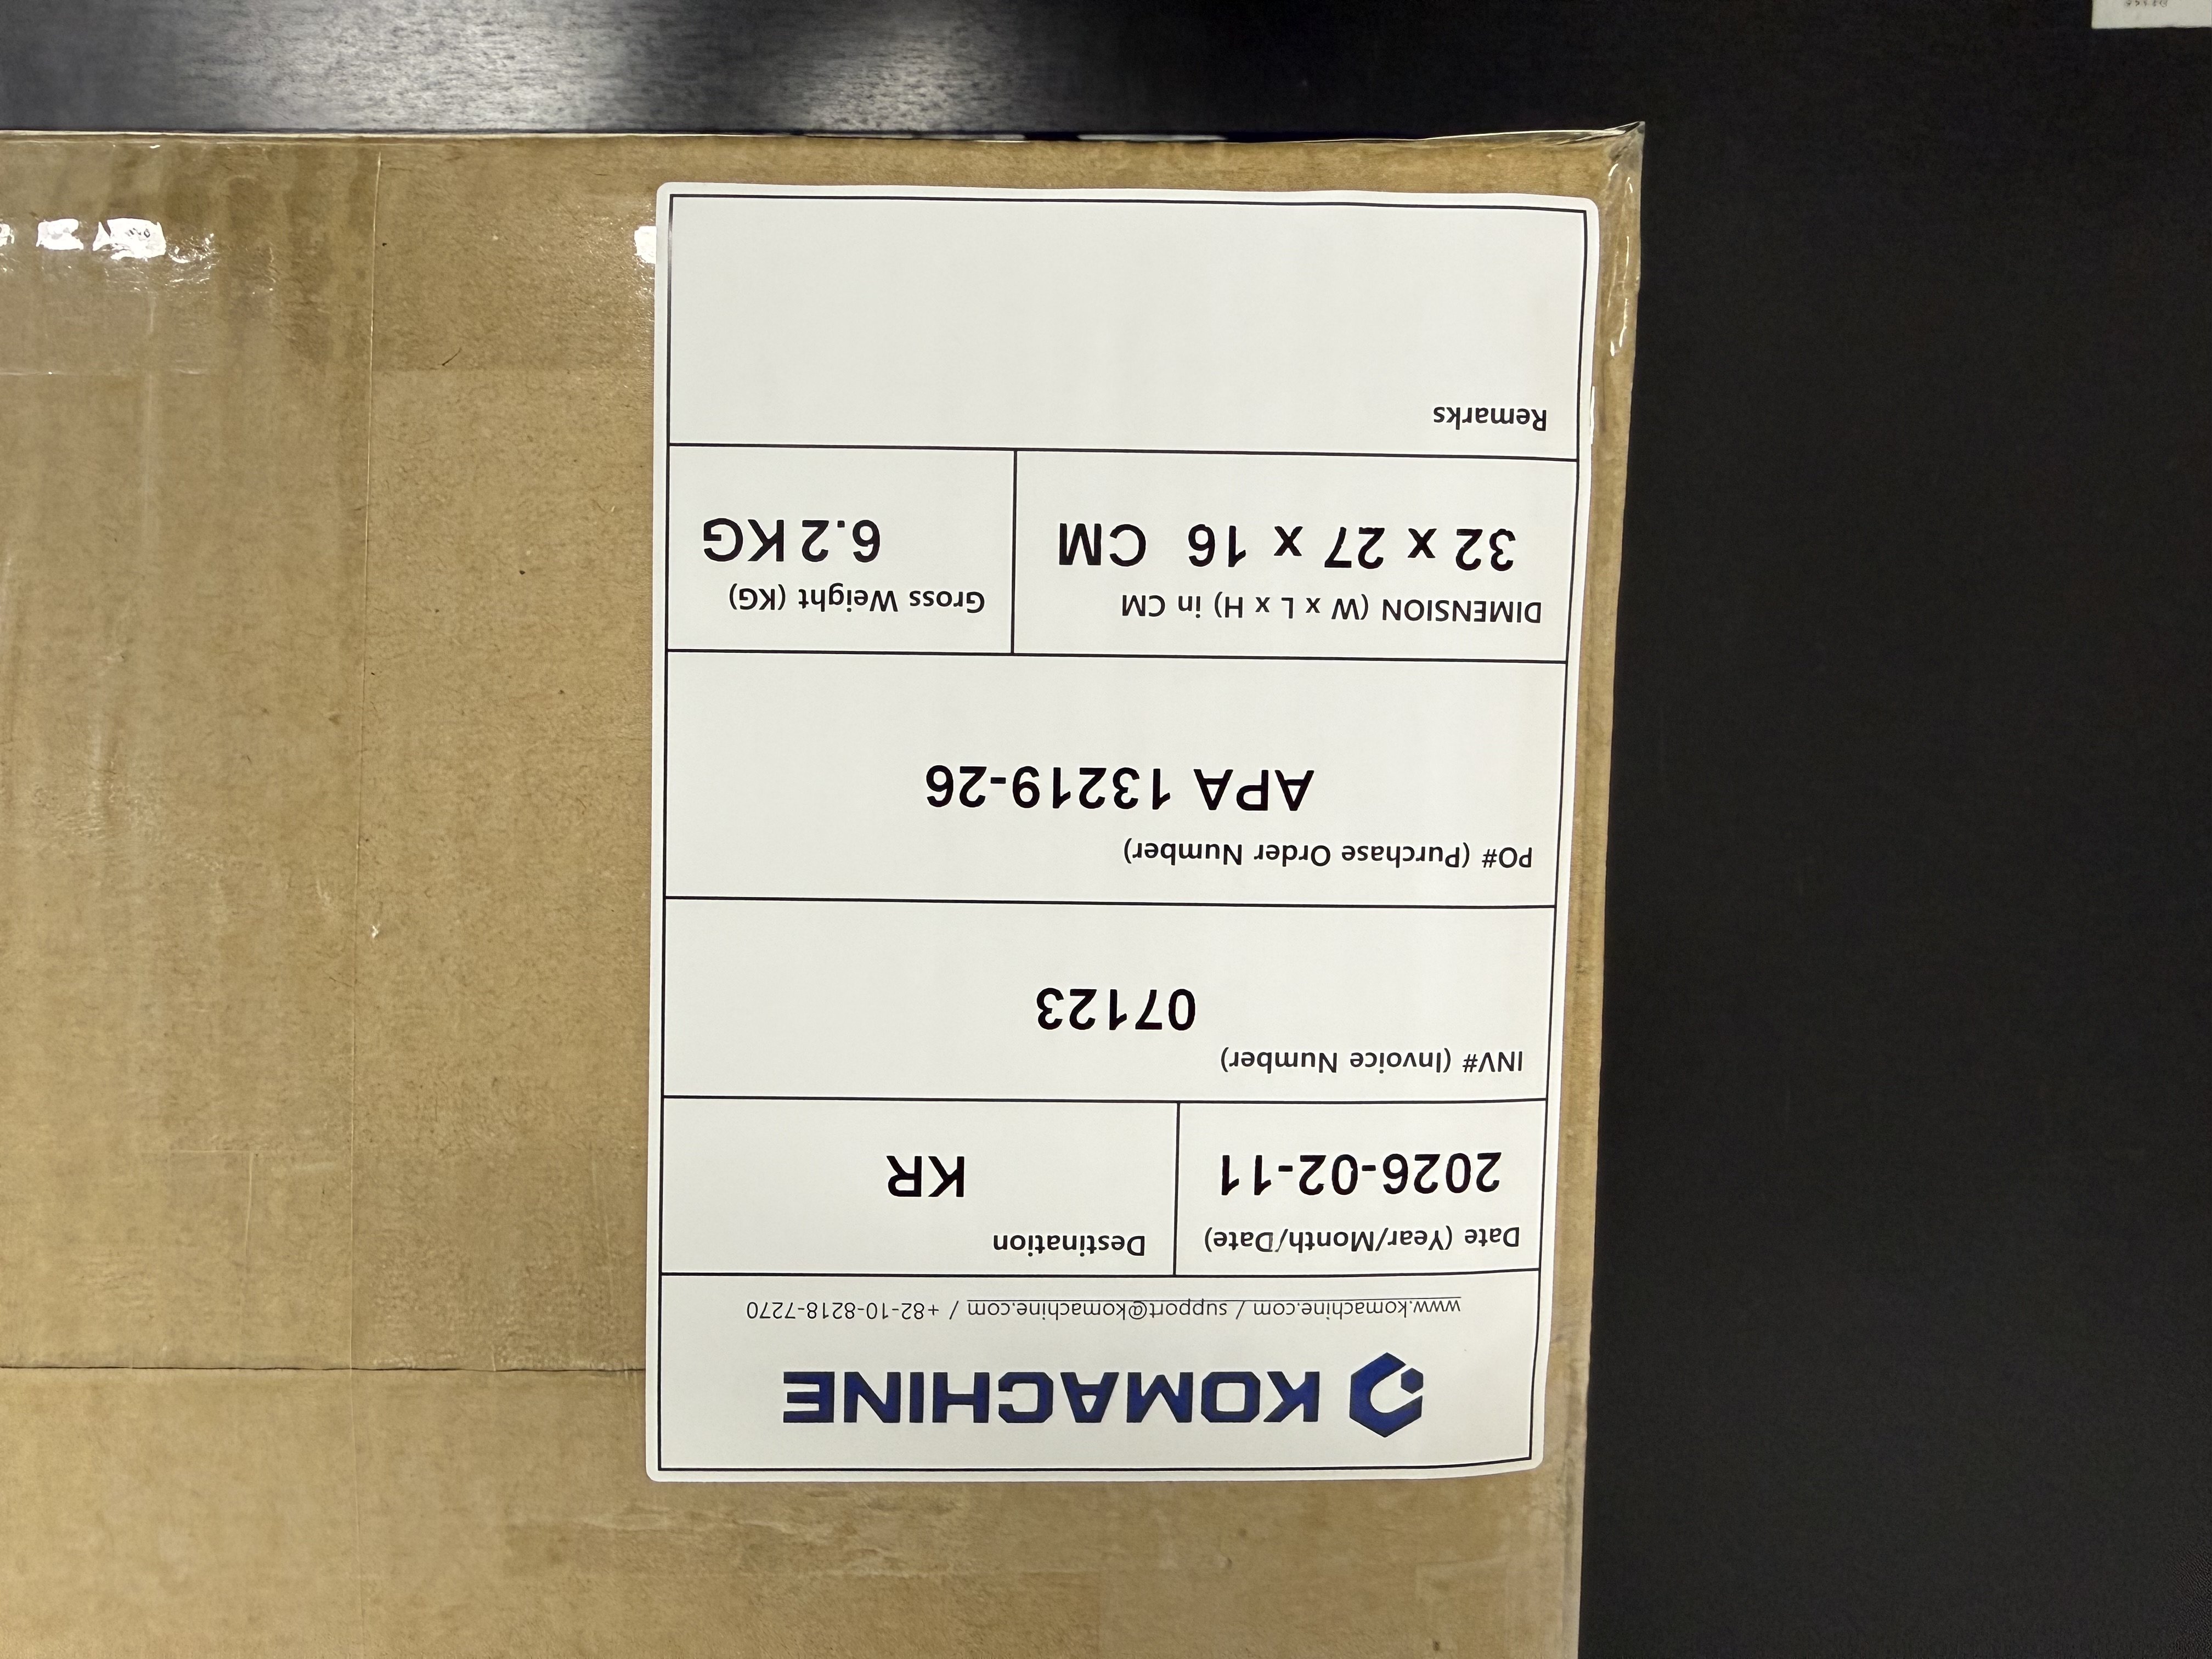 KOMACHINE
www.komachine.com / support@komachine.com / +82-10-8218-7270
Date (Year/Month/Date)
2026-02-11
Destination
KR
INV# (Invoice Number)
07123
PO# (Purchase Order Number)
APA 13219-26
DIMENSION (W x L x H) in CM
32 x 27 x 16 CM
Gross Weight (KG)
6.2 KG
Remarks